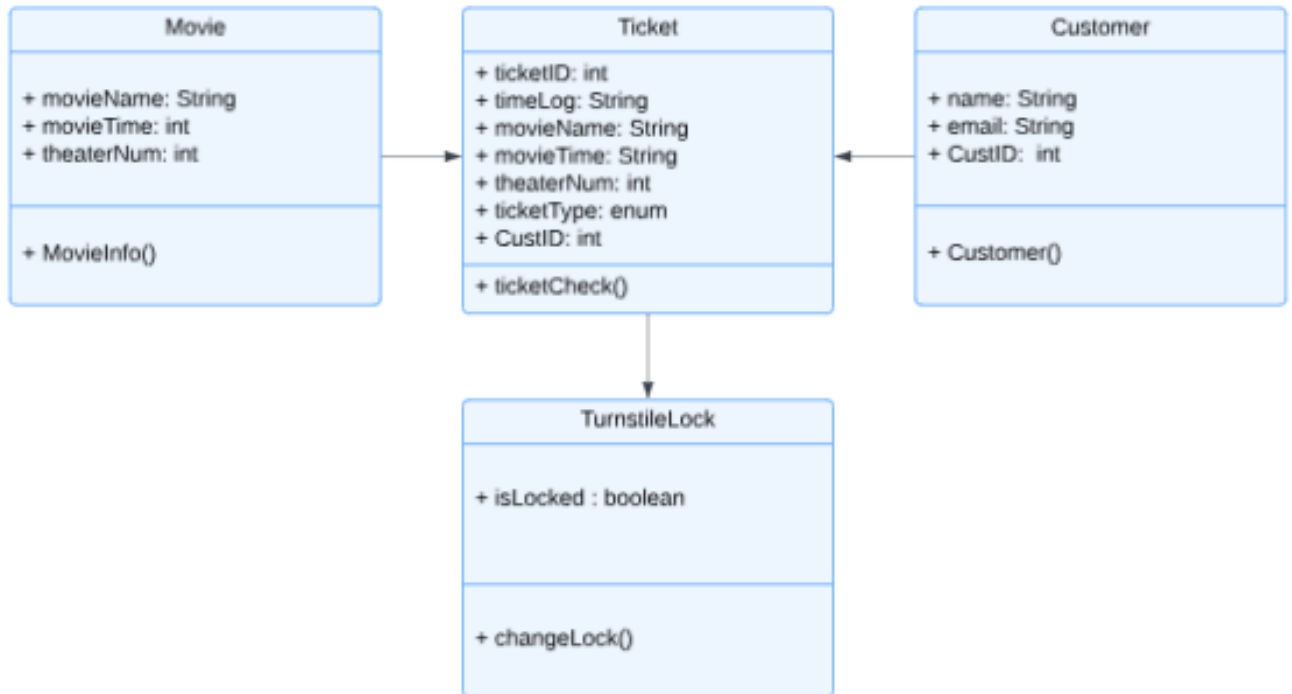 Movie
+ movieName: String
+ movieTime: int
+ theaterNum: int
+ MovieInfo()
Ticket
+ ticketID: int
+ timeLog: String
+ movieName: String
+ movieTime: String
+ theaterNum: int
+ ticketType: enum
+ CustID: int
+ ticketCheck()
Customer
+ name: String
+ email: String
+ CustID: int
+ Customer()
TurnstileLock
+ isLocked : boolean
+ changeLock()